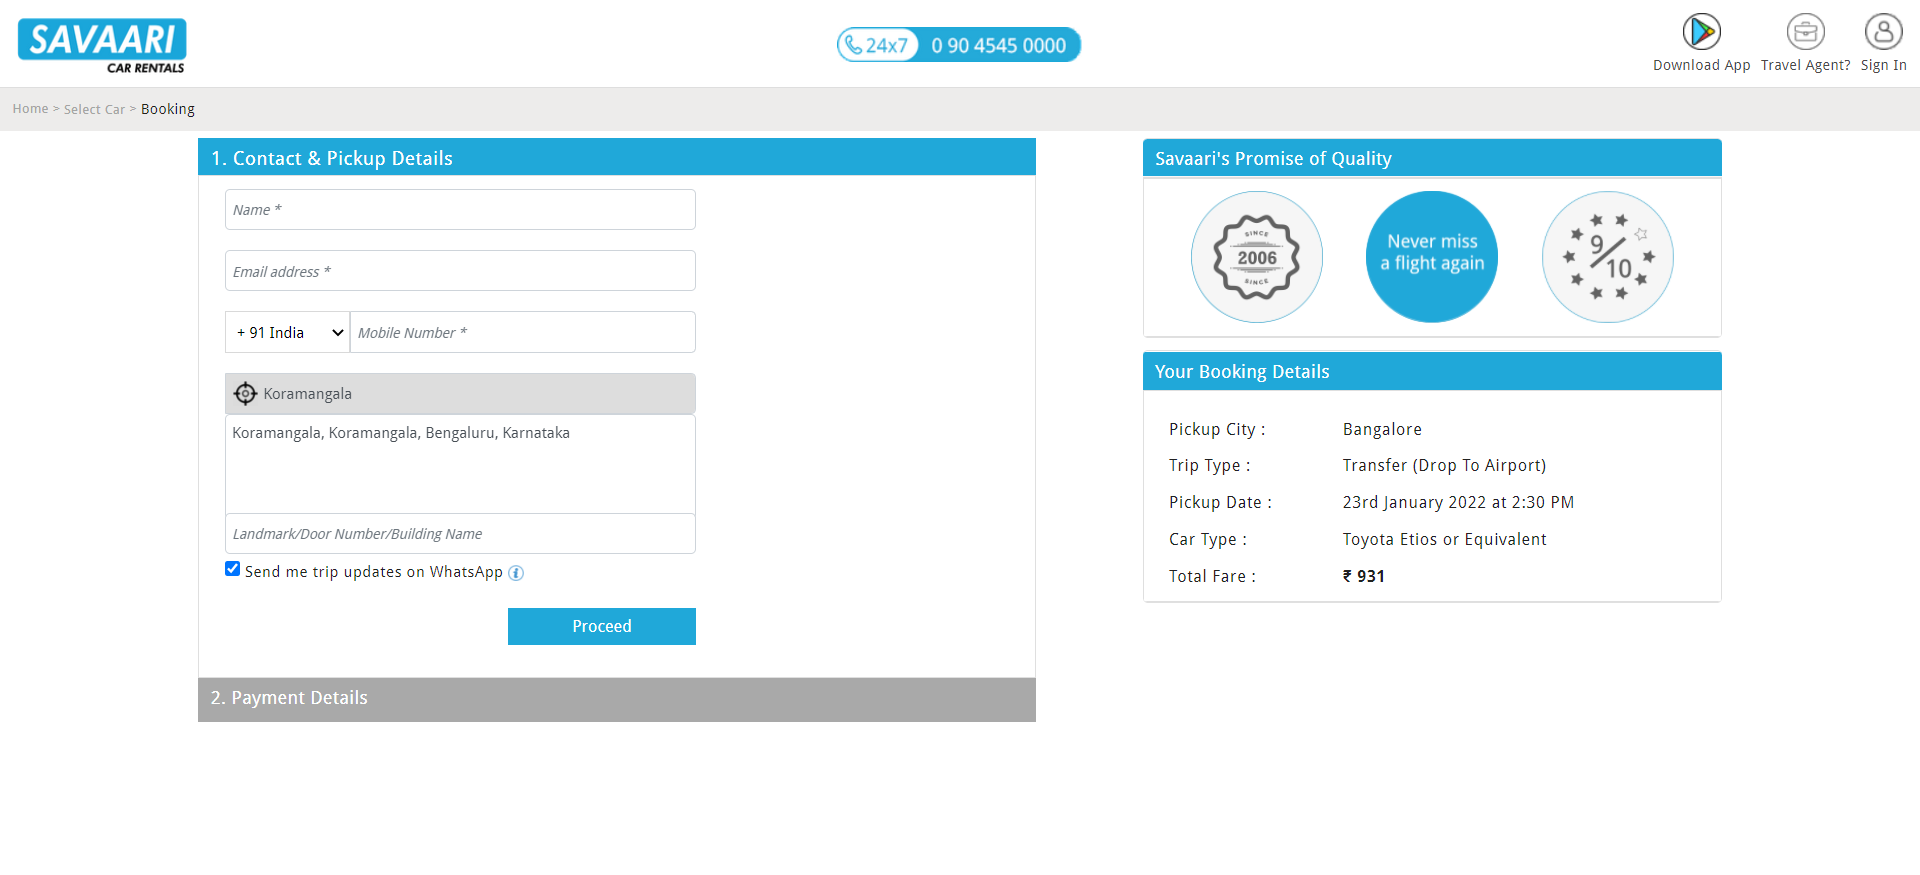 SAVAARI
CAR RENTALS
24x7 0 90 4545 0000
Download App
Travel Agent?
Sign In
Home > Select Car > Booking
1. Contact & Pickup Details
Name *
Email address *
+ 91 India
Mobile Number *
Koramangala
Koramangala, Koramangala, Bengaluru, Karnataka
Landmark/Door Number/Building Name
Send me trip updates on WhatsApp i
Proceed
2. Payment Details
Savaari's Promise of Quality
SINCE
2006
SINCE
Never miss
a flight again
9/10
Your Booking Details
Pickup City : Bangalore
Trip Type : Transfer (Drop To Airport)
Pickup Date : 23rd January 2022 at 2:30 PM
Car Type : Toyota Etios or Equivalent
Total Fare : ₹ 931